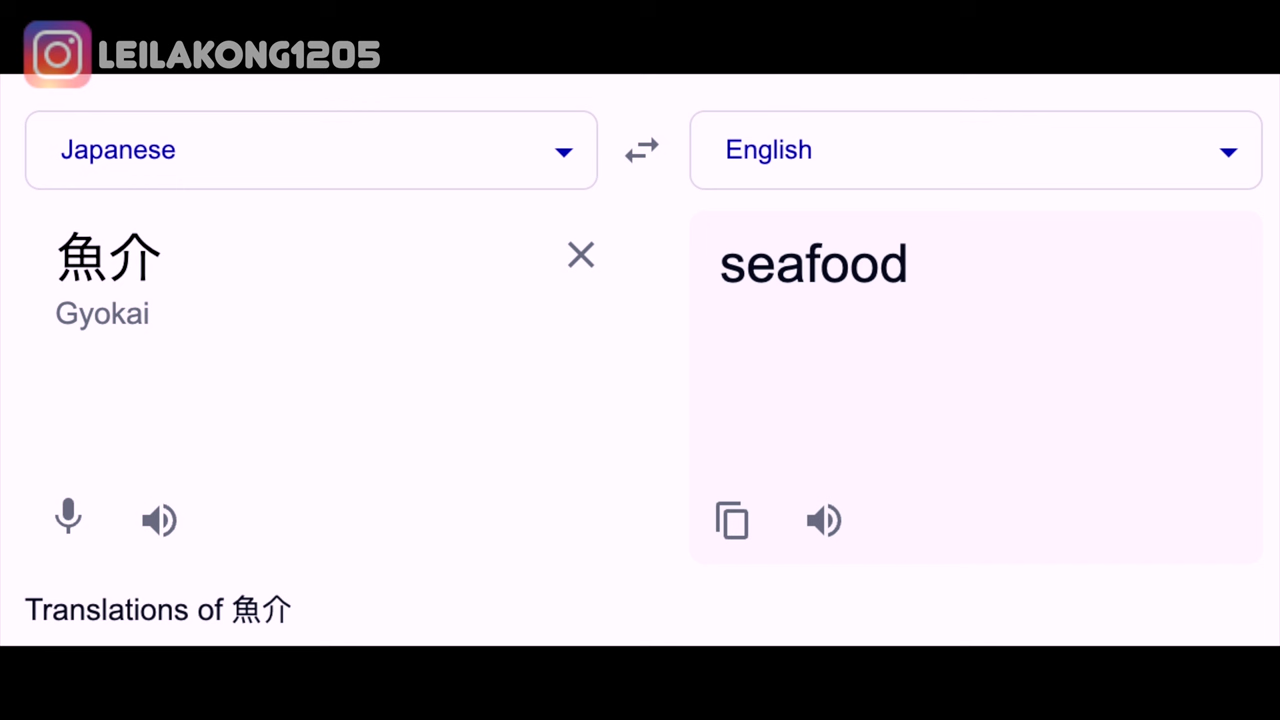 LEILAKONG1205
Japanese
English
魚介
Gyokai
seafood
Translations of 魚介